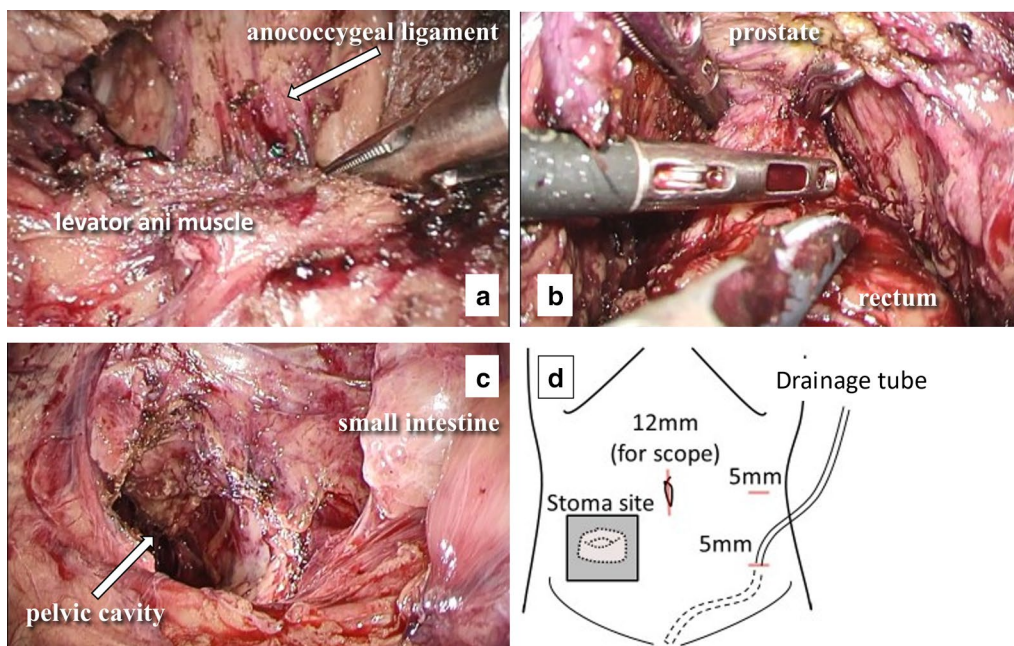 anococcygeal ligament
levator ani muscle
a
prostate
rectum
b
c
small intestine
pelvic cavity
d
Drainage tube
12mm
(for scope)
5mm
Stoma site
5mm